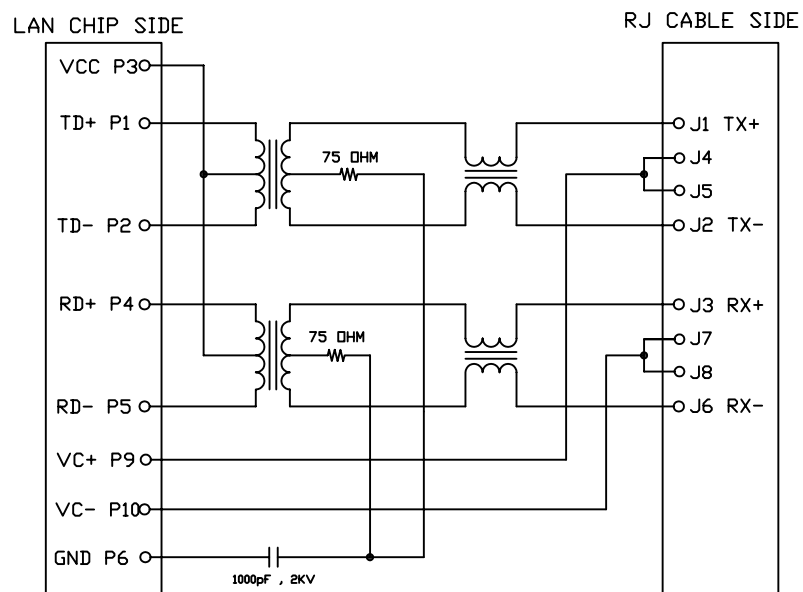 LAN CHIP SIDE
RJ CABLE SIDE
VCC P3
TD+ P1
J1 TX+
75 OHM
J4
J5
TD- P2
J2 TX-
RD+ P4
J3 RX+
75 OHM
J7
J8
RD- P5
J6 RX-
VC+ P9
VC- P10
GND P6
1000pF , 2KV